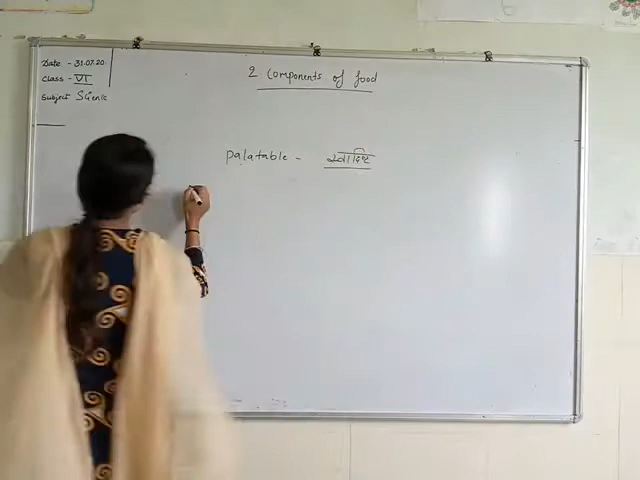 Date - 31.07.20
Class - VI
Subject Science
2 Components of food
Palatable - स्वादिष्ट